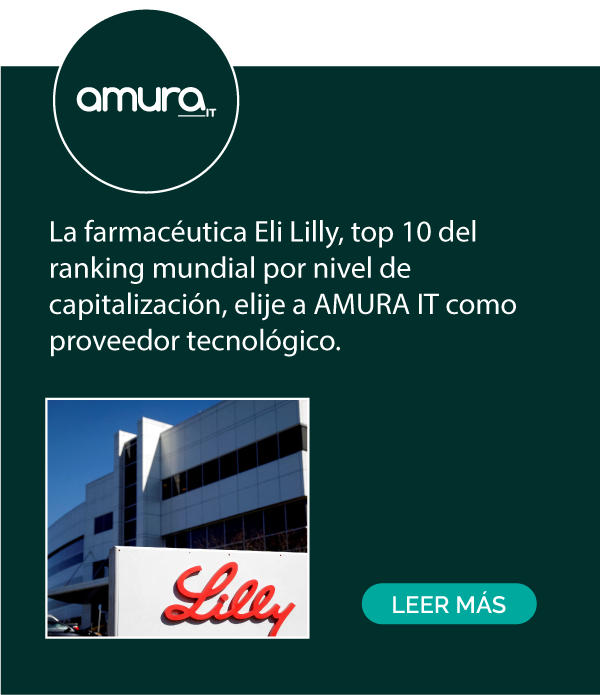 amura
IT
La farmacéutica Eli Lilly, top 10 del
ranking mundial por nivel de
capitalización, elije a AMURA IT como
proveedor tecnológico.
Lilly
LEER MÁS